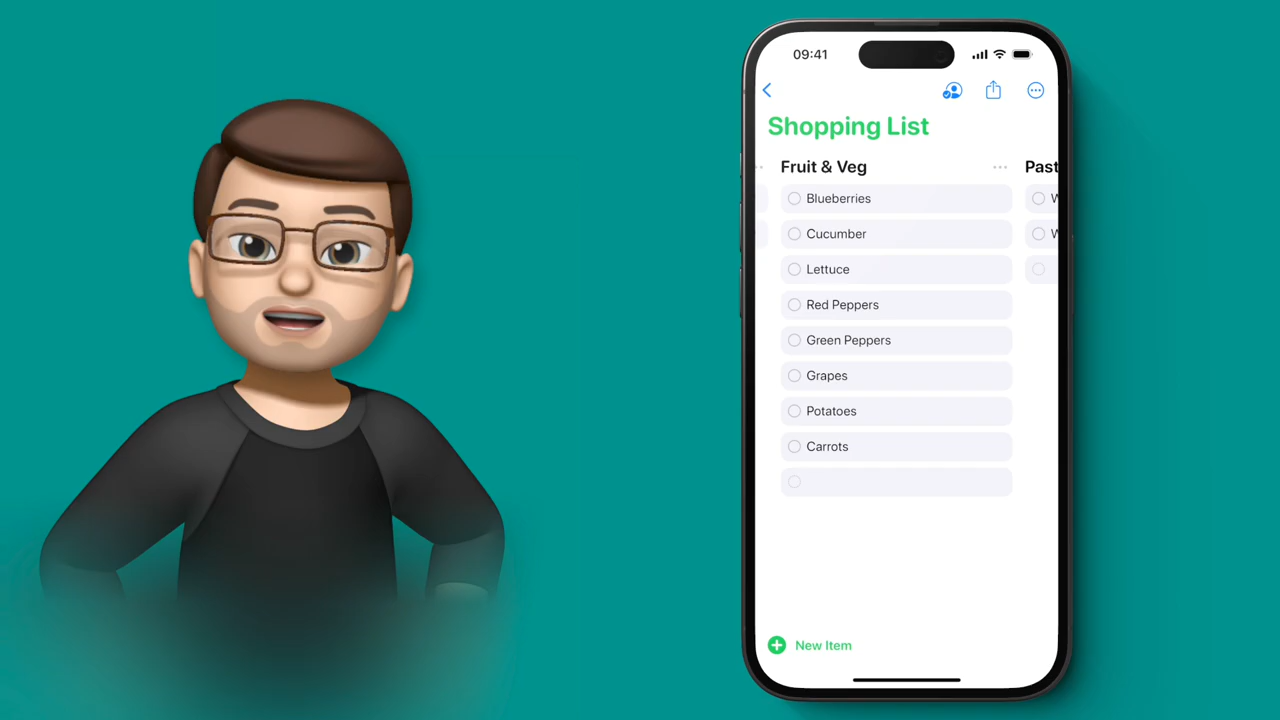 09:41
Shopping List
Fruit & Veg
Past
Blueberries
W
Cucumber
W
Lettuce
Red Peppers
Green Peppers
Grapes
Potatoes
Carrots
New Item